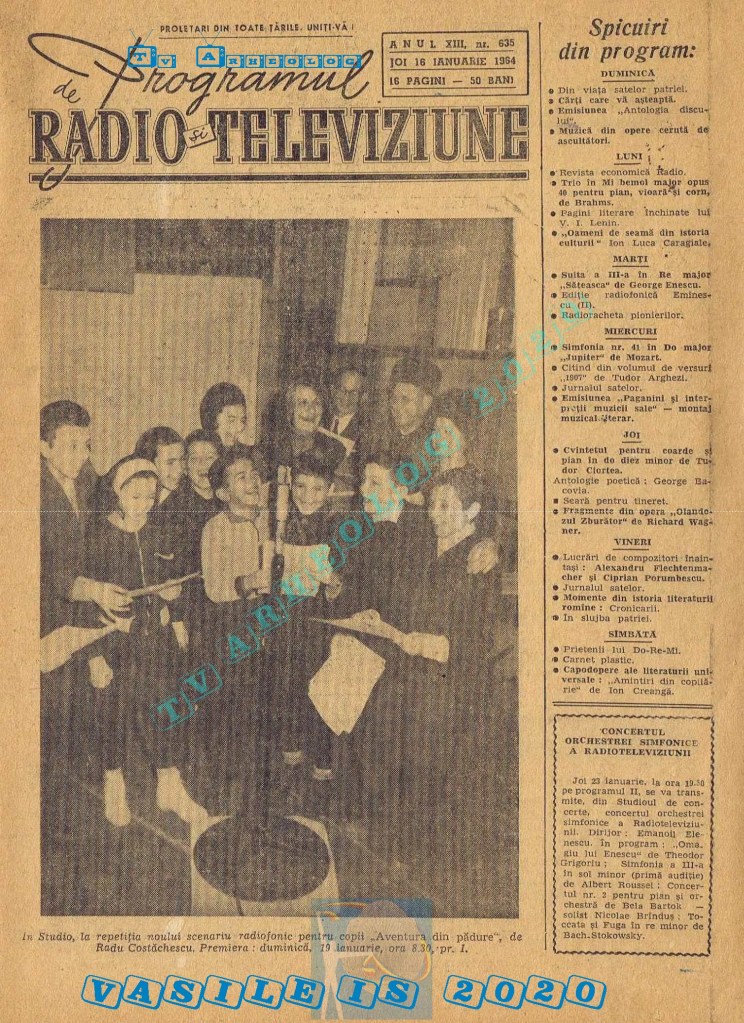 PROLETARI DIN TOATE ȚĂRILE, UNIȚI-VĂ !
TV ARHEOLOG
Programul
de
RADIO și TELEVIZIUNE
ANUL XIII, nr. 635
JOI 16 IANUARIE 1964
16 PAGINI — 50 BANI
Spicuiri
din program:
DUMINICĂ
● Din viața satelor patriei.
● Cărți care vă așteaptă.
● Emisiunea „Antologia discu-
lui".
● Muzică din opere cerută de
ascultători.
LUNI
● Revista economică Radio.
● Trio în Mi bemol major opus
40 pentru pian, vioară și corn,
de Brahms.
● Pagini literare închinate lui
V. I. Lenin.
● „Oameni de seamă din istoria
culturii" Ion Luca Caragiale.
MARȚI
● Suita a III-a în Re major
„Săteasca" de George Enescu.
● Ediție radiofonică Emines-
cu (II).
● Radioracheta pionierilor.
MIERCURI
● Simfonia nr. 41 în Do major
„Jupiter" de Mozart.
● Citind din volumul de versuri
„1907" de Tudor Arghezi.
● Jurnalul satelor.
● Emisiunea „Paganini și inter-
preții muzicii sale" — montaj
muzical-literar.
JOI
● Cvintetul pentru coarde și
pian în do diez minor de Tu-
dor Ciortea.
Antologie poetică : George Ba-
covia.
■ Seară pentru tineret.
● Fragmente din opera „Olande-
zul Zburător" de Richard Wag-
ner.
VINERI
● Lucrări de compozitori înain-
tași : Alexandru Flechtenma-
cher și Ciprian Porumbescu.
● Jurnalul satelor.
● Momente din istoria literaturii
romîne : Cronicarii.
● În slujba patriei.
SÎMBĂTĂ
● Prietenii lui Do-Re-Mi.
● Carnet plastic.
● Capodopere ale literaturii uni-
versale : „Amintiri din copilă-
rie" de Ion Creangă.
CONCERTUL
ORCHESTREI SIMFONICE
A RADIOTELEVIZIUNII
Joi 23 ianuarie, la ora 19.30
pe programul II, se va trans-
mite, din Studioul de con-
certe, concertul orchestrei
simfonice a Radioteleviziu-
nii. Dirijor : Emanoil Ele-
nescu. În program : „Oma-
giu lui Enescu" de Theodor
Grigoriu ; Simfonia a III-a
în sol minor (primă audiție)
de Albert Roussel ; Concer-
tul nr. 2 pentru pian și or-
chestră de Bela Bartok —
solist Nicolae Brînduș ; Toc-
cata și Fuga în re minor de
Bach-Stokowsky.
TV ARHEOLOG 2020
In Studio, la repetiția noului scenariu radiofonic pentru copii „Aventura din pădure", de
Radu Costăchescu. Premiera : duminică, 19 ianuarie, ora 8.30, pr. I.
VASILE IS 2020